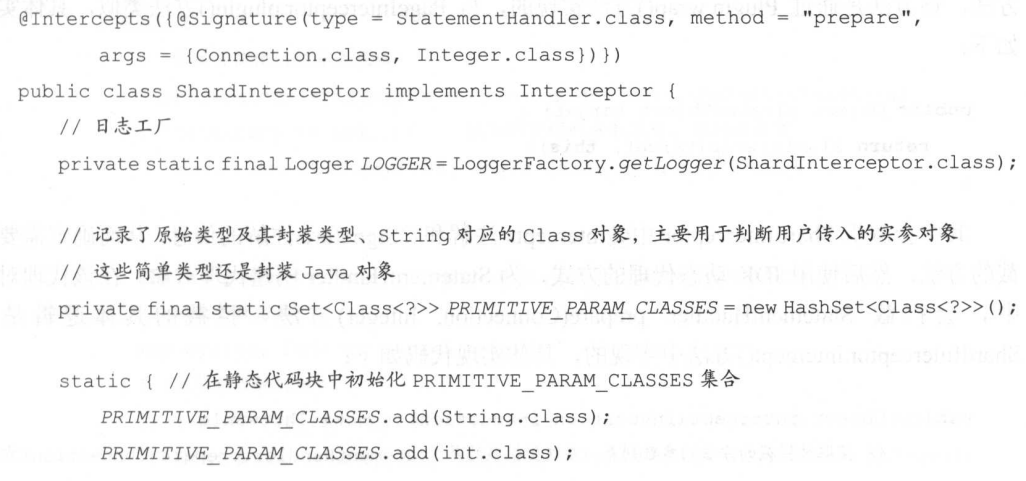 @Intercepts({@Signature(type = StatementHandler.class, method = "prepare",
args = {Connection.class, Integer.class})})
public class ShardInterceptor implements Interceptor {
// 日志工厂
private static final Logger LOGGER = LoggerFactory.getLogger(ShardInterceptor.class);
// 记录了原始类型及其封装类型、String 对应的 Class 对象，主要用于判断用户传入的实参对象
// 这些简单类型还是封装 Java 对象
private final static Set<Class<?>> PRIMITIVE_PARAM_CLASSES = new HashSet<Class<?>>();
static { // 在静态代码块中初始化 PRIMITIVE_PARAM_CLASSES 集合
PRIMITIVE_PARAM_CLASSES.add(String.class);
PRIMITIVE_PARAM_CLASSES.add(int.class);